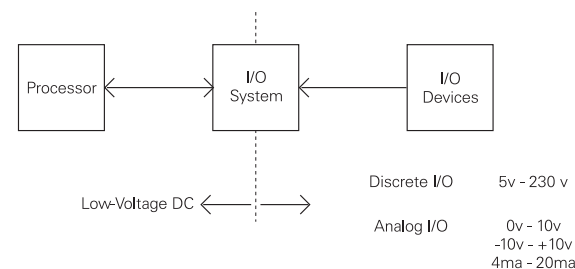 Processor
I/O
System
I/O
Devices
Low-Voltage DC
Discrete I/O 5v - 230 v
Analog I/O 0v - 10v
-10v - +10v
4ma - 20ma